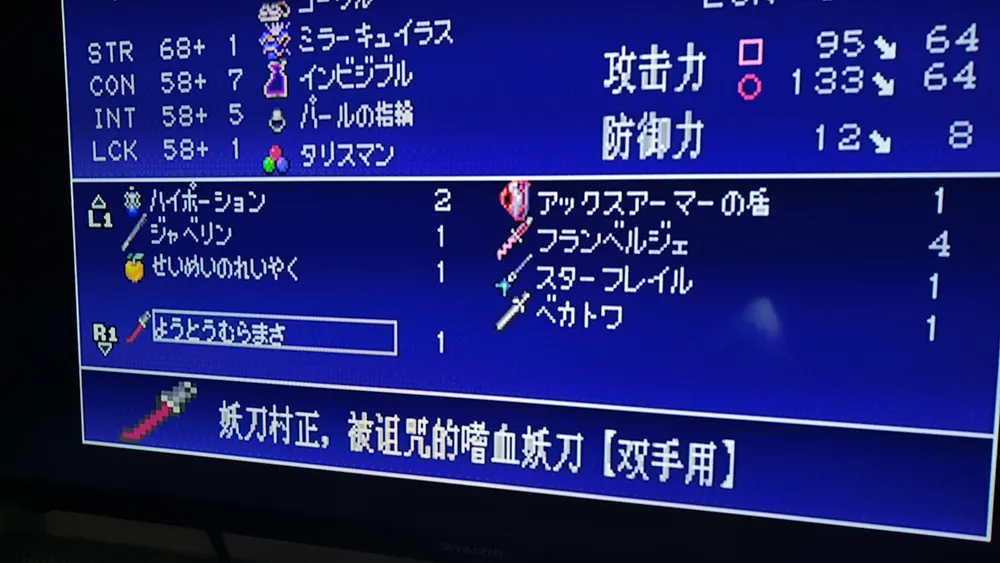 STR 68+ 1
CON 58+ 7
INT 58+ 5
LCK 58+ 1
ミラーキュイラス
インビジブル
パールの指輪
タリスマン
攻击力 95 64
133 64
防御力 12 8
L1
ハイポーション 2
ジャベリン 1
せいめいのれいやく 1
R1
ようとうむらまさ 1
アックスアーマーの盾 1
フランベルジェ 4
スターフレイル 1
ベカトワ 1
妖刀村正，被诅咒的嗜血妖刀【双手用】